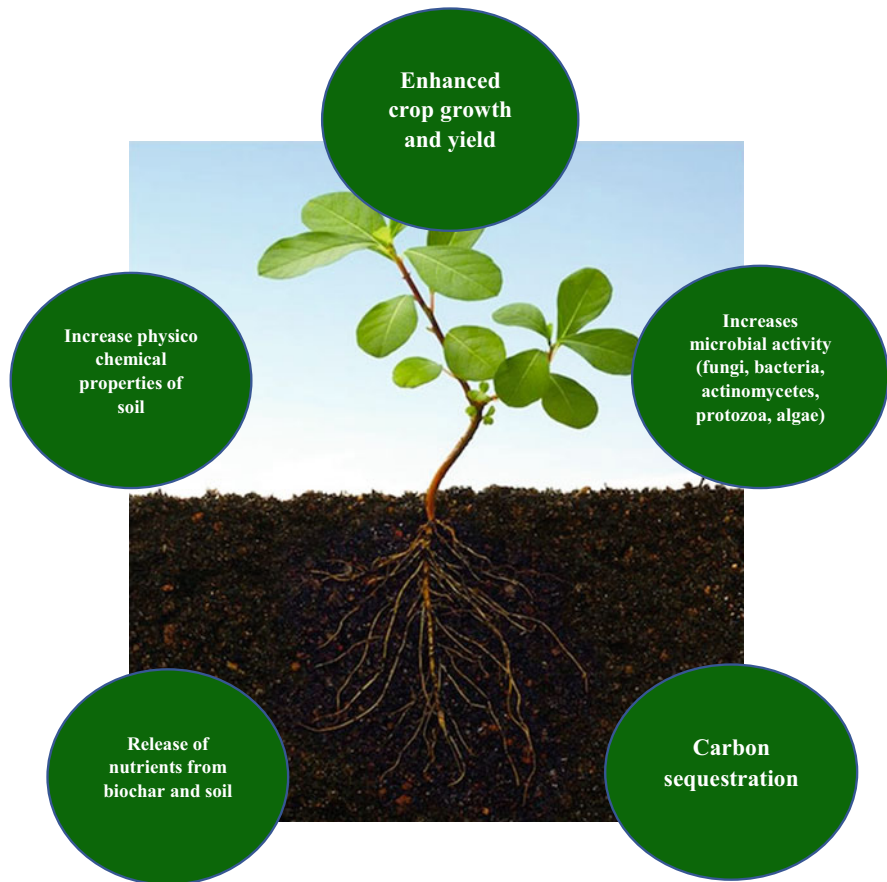 Enhanced
crop growth
and yield
Increase physico
chemical
properties of
soil
Increases
microbial activity
(fungi, bacteria,
actinomycetes,
protozoa, algae)
Release of
nutrients from
biochar and soil
Carbon
sequestration